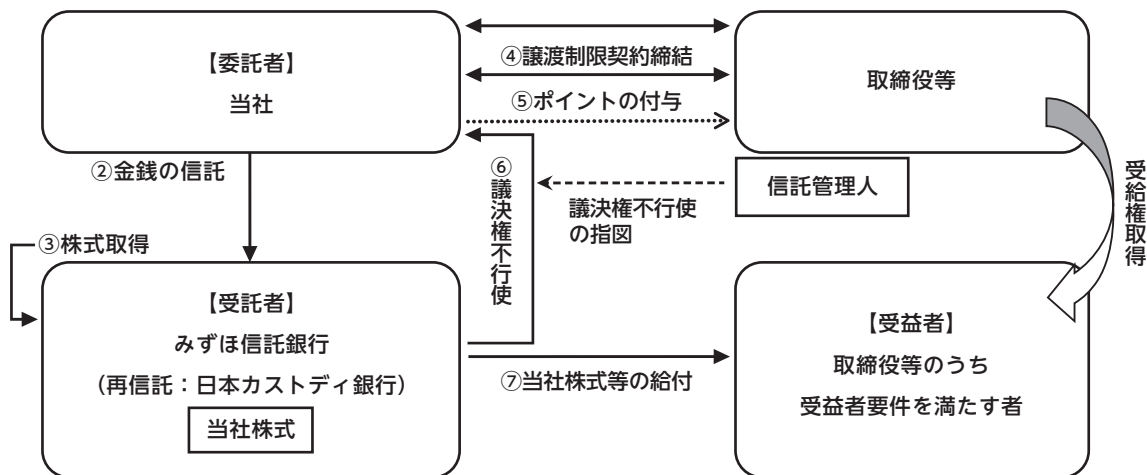 【委託者】
当社
④譲渡制限契約締結
⑤ポイントの付与
取締役等
②金銭の信託
⑥議決権不行使
議決権不行使
の指図
信託管理人
受給権取得
③株式取得
【受託者】
みずほ信託銀行
（再信託：日本カストディ銀行）
当社株式
⑦当社株式等の給付
【受益者】
取締役等のうち
受益者要件を満たす者